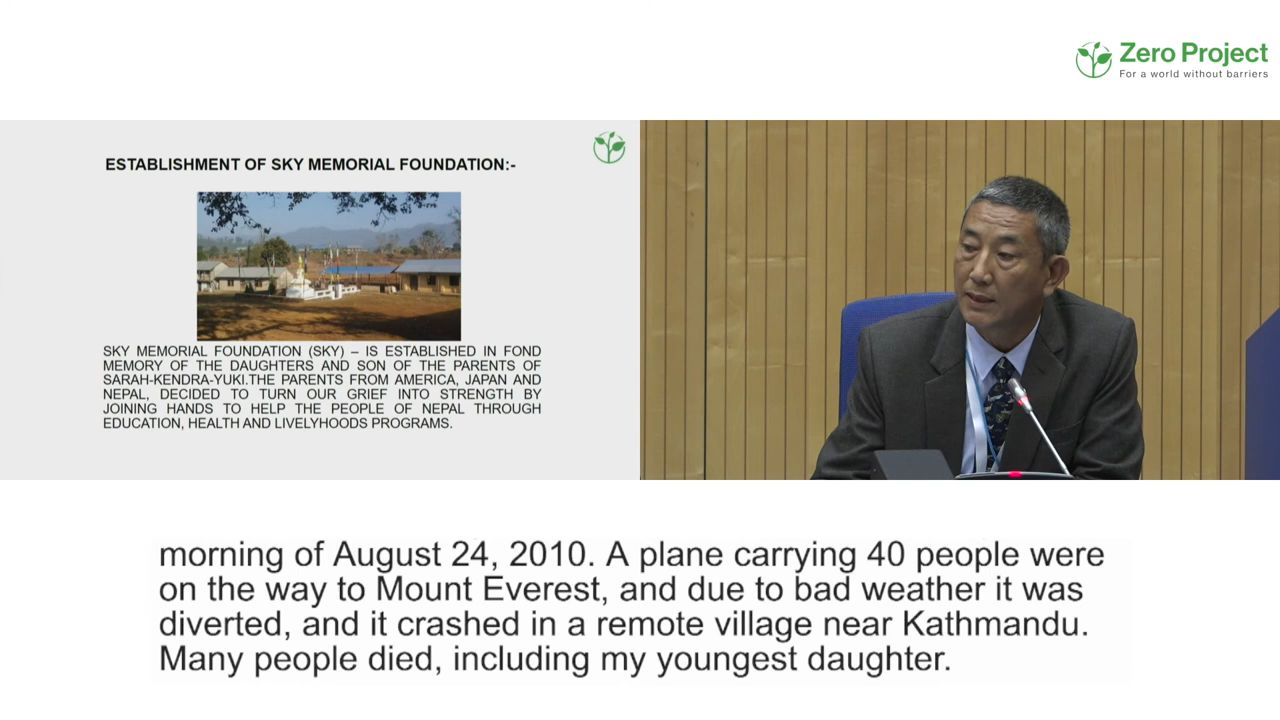 Zero Project
For a world without barriers
ESTABLISHMENT OF SKY MEMORIAL FOUNDATION:-
SKY MEMORIAL FOUNDATION (SKY) – IS ESTABLISHED IN FOND
MEMORY OF THE DAUGHTERS AND SON OF THE PARENTS OF
SARAH-KENDRA-YUKI.THE PARENTS FROM AMERICA, JAPAN AND
NEPAL, DECIDED TO TURN OUR GRIEF INTO STRENGTH BY
JOINING HANDS TO HELP THE PEOPLE OF NEPAL THROUGH
EDUCATION, HEALTH AND LIVELYHOODS PROGRAMS.
morning of August 24, 2010. A plane carrying 40 people were
on the way to Mount Everest, and due to bad weather it was
diverted, and it crashed in a remote village near Kathmandu.
Many people died, including my youngest daughter.